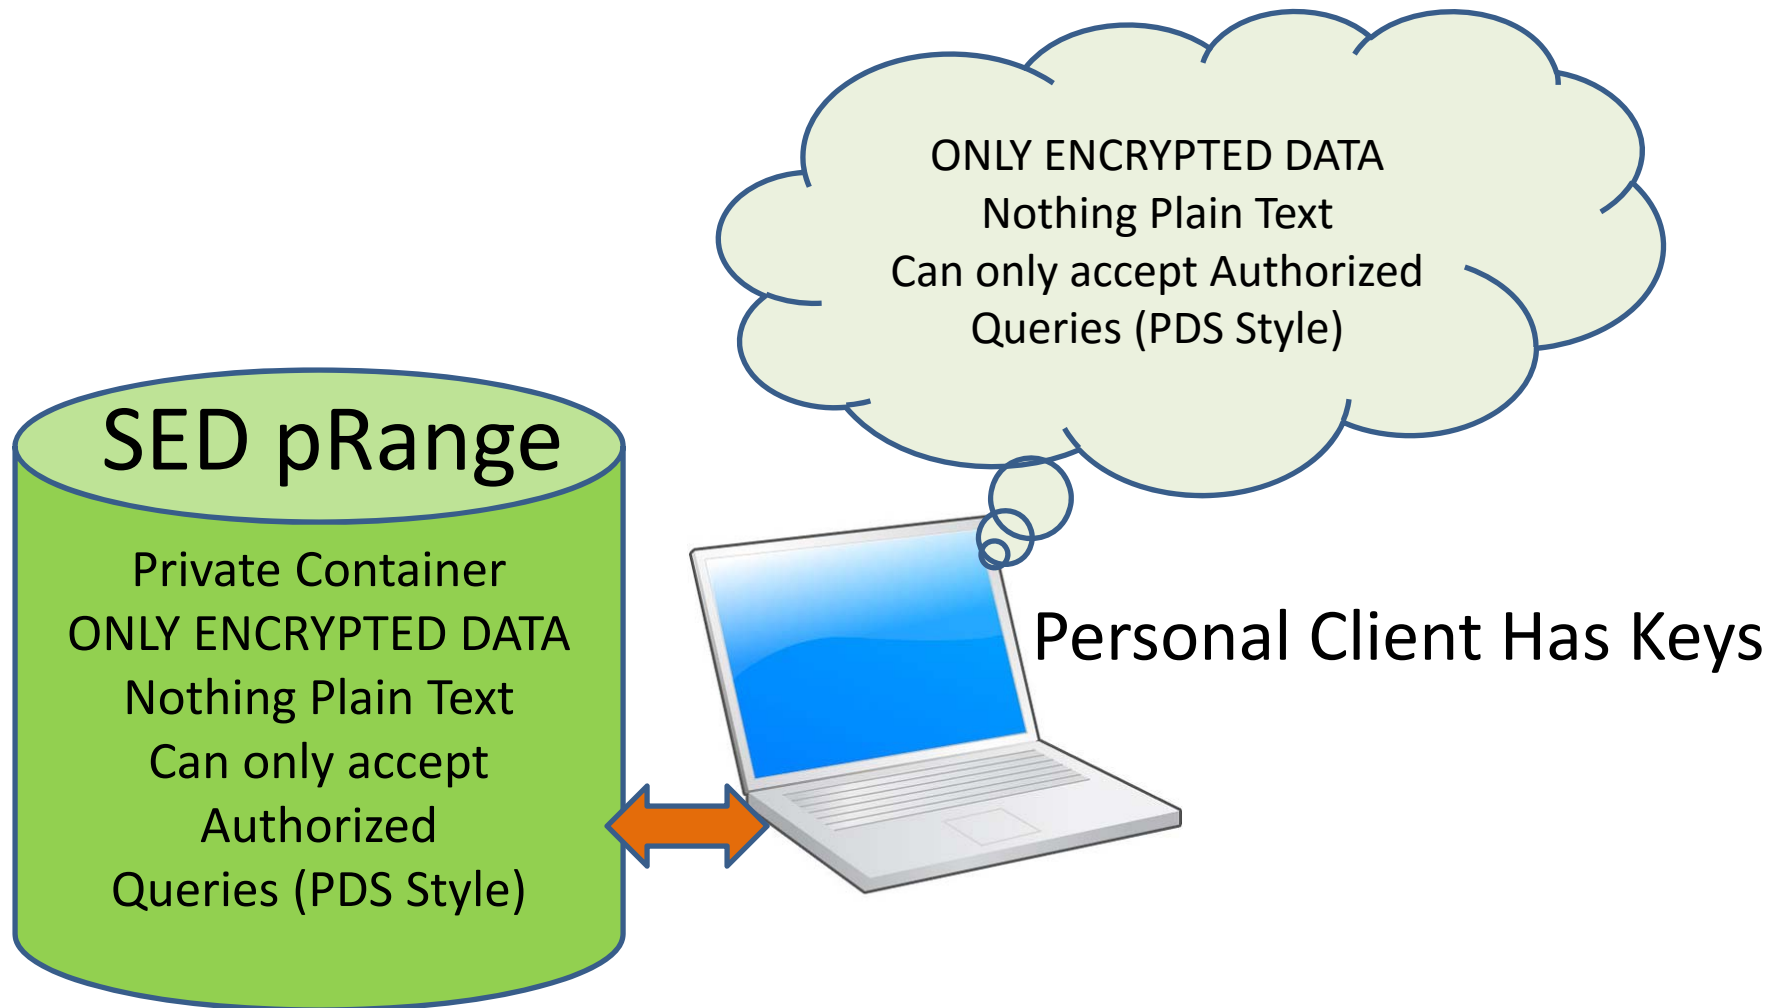 ONLY ENCRYPTED DATA
Nothing Plain Text
Can only accept Authorized
Queries (PDS Style)
SED pRange
Private Container
ONLY ENCRYPTED DATA
Nothing Plain Text
Can only accept
Authorized
Queries (PDS Style)
Personal Client Has Keys